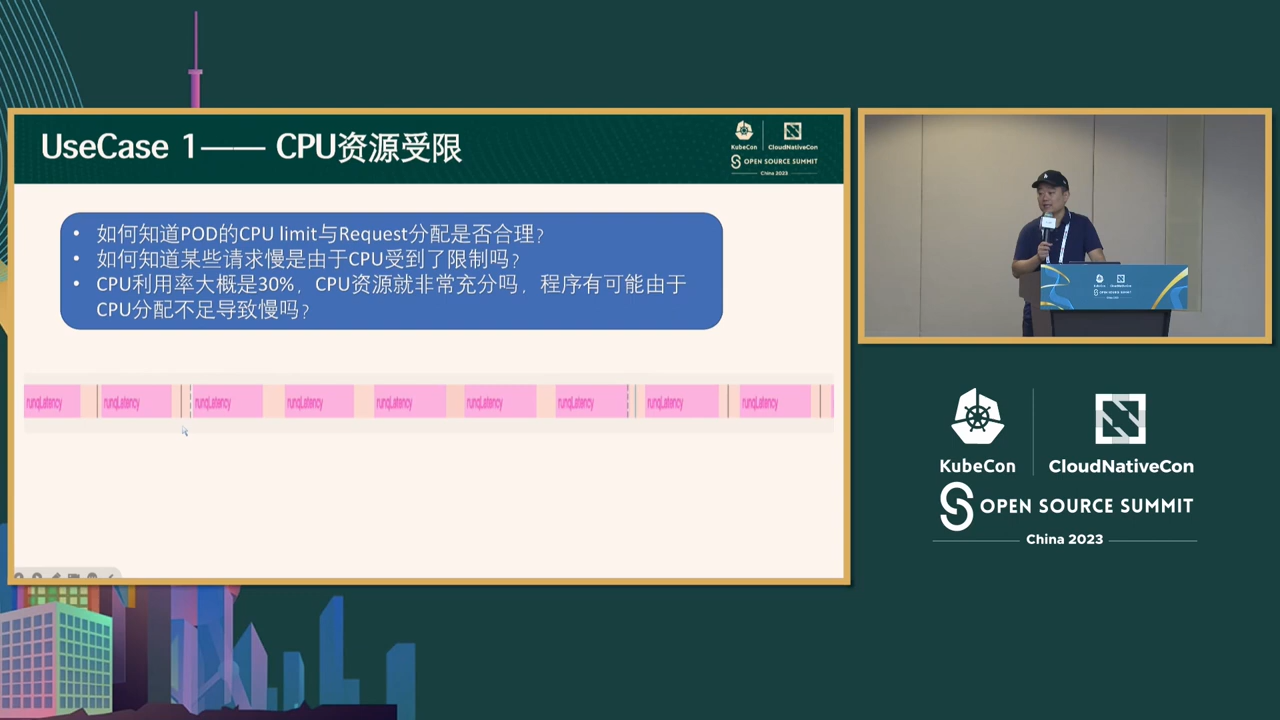 UseCase 1—— CPU资源受限
KubeCon
CloudNativeCon
OPEN SOURCE SUMMIT
China 2023
• 如何知道POD的CPU limit与Request分配是否合理?
• 如何知道某些请求慢是由于CPU受到了限制吗?
• CPU利用率大概是30%,CPU资源就非常充分吗,程序有可能由于
CPU分配不足导致慢吗?
runqLatency runqLatency runqLatency runqLatency runqLatency runqLatency runqLatency runqLatency runqLatency
KubeCon
CloudNativeCon
OPEN SOURCE SUMMIT
China 2023